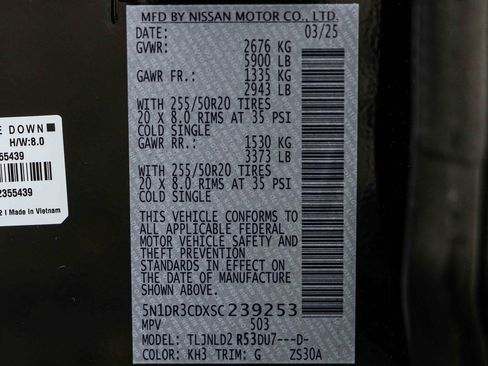 MFD BY NISSAN MOTOR CO., LTD.
DATE: 03/25
GVWR: 2676 KG
5900 LB
GAWR FR.: 1335 KG
2943 LB
WITH 255/50R20 TIRES
20 X 8.0 RIMS AT 35 PSI
COLD SINGLE
GAWR RR.: 1530 KG
3373 LB
WITH 255/50R20 TIRES
20 X 8.0 RIMS AT 35 PSI
COLD SINGLE
THIS VEHICLE CONFORMS TO
ALL APPLICABLE FEDERAL
MOTOR VEHICLE SAFETY AND
AND THEFT PREVENTION
STANDARDS IN EFFECT ON
THE DATE OF MANUFACTURE
SHOWN ABOVE.
5N1DR3CDXSC239253
MPV 503
MODEL: TLJNLD2 R53DU7---D-
COLOR: KH3 TRIM: G ZS30A
E DOWN
H/W:8.0
55439
2355439
2 I Made In Vietnam